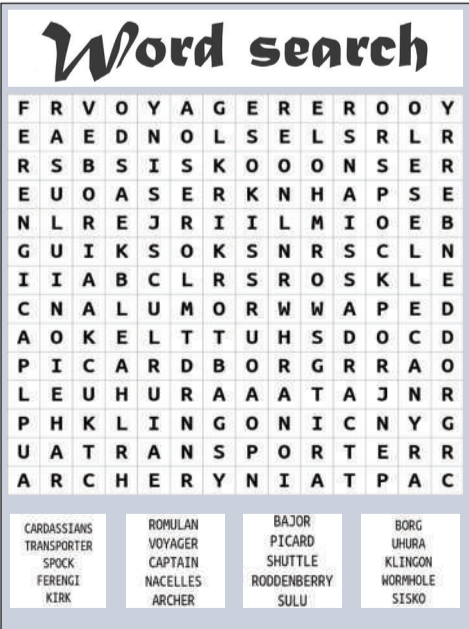 Word search
F R V O Y A G E R E R O O Y
E A E D N O L S E L S R L R
R S B S I S K O O O N S E R
E U O A S E R K N H A P S E
N L R E J R I I L M I O E B
G U I K S O K S N R S C L N
I I A B C L R S R O S K L E
C N A L U M O R W W A P E D
A O K E L T T U H S D O C D
P I C A R D B O R G R R A O
L E U H U R A A A T A J N R
P H K L I N G O N I C N Y G
U A T R A N S P O R T E R R
A R C H E R Y N I A T P A C
CARDASSIANS
TRANSPORTER
SPOCK
FERENGI
KIRK
ROMULAN
VOYAGER
CAPTAIN
NACELLES
ARCHER
BAJOR
PICARD
SHUTTLE
RODDENBERRY
SULU
BORG
UHURA
KLINGON
WORMHOLE
SISKO